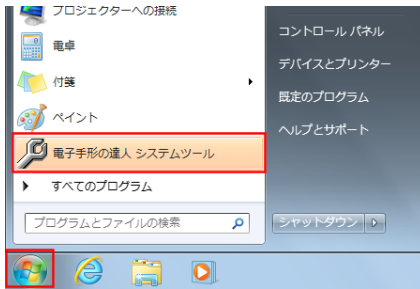 プロジェクターへの接続
電卓
付箋
ペイント
電子手形の達人 システムツール
すべてのプログラム
プログラムとファイルの検索
コントロール パネル
デバイスとプリンター
既定のプログラム
ヘルプとサポート
シャットダウン